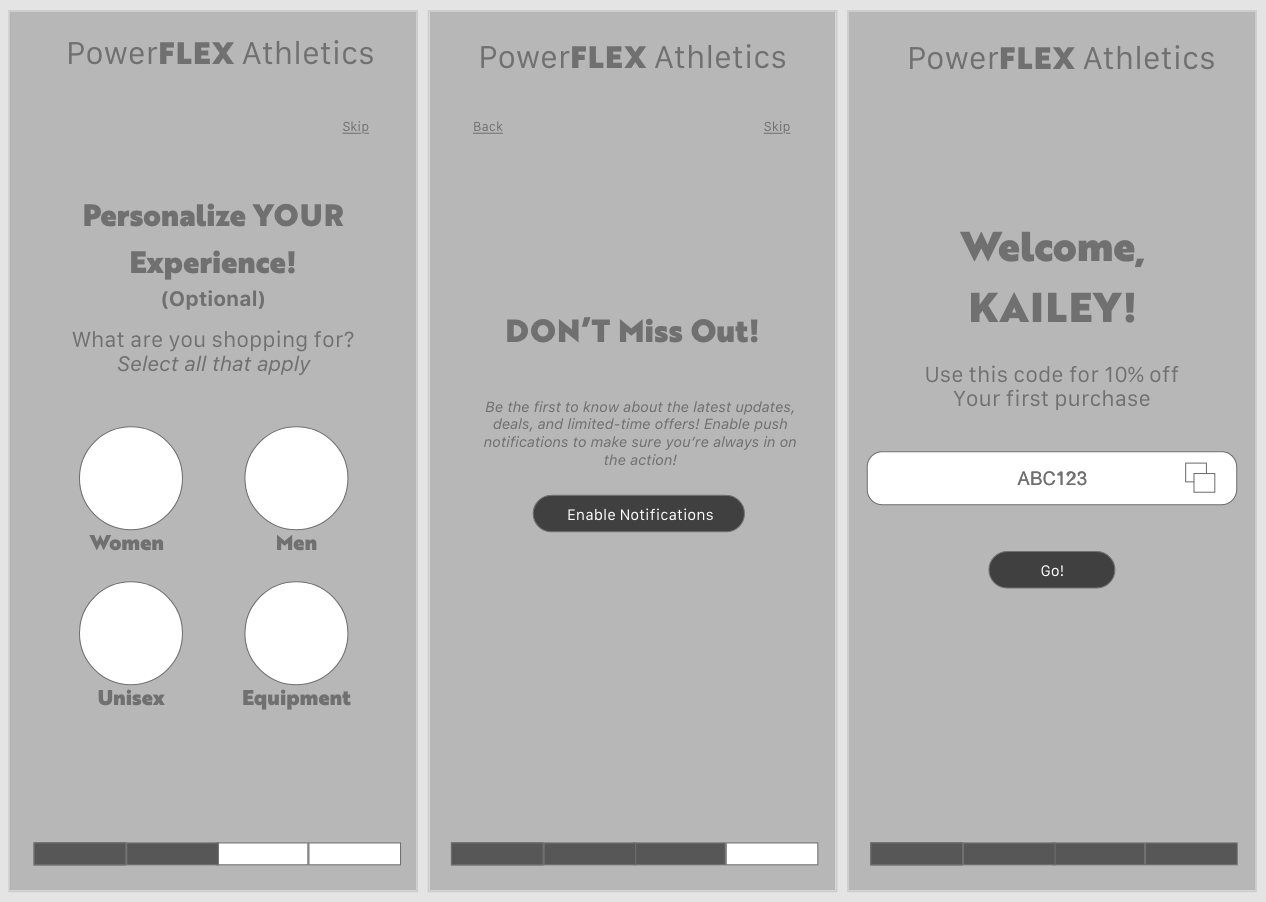 PowerFLEX Athletics
Skip
Personalize YOUR
Experience!
(Optional)
What are you shopping for?
Select all that apply
Women
Men
Unisex
Equipment
PowerFLEX Athletics
Back
Skip
DON’T Miss Out!
Be the first to know about the latest updates,
deals, and limited-time offers! Enable push
notifications to make sure you’re always in on
the action!
Enable Notifications
PowerFLEX Athletics
Welcome,
KAILEY!
Use this code for 10% off
Your first purchase
ABC123
Go!